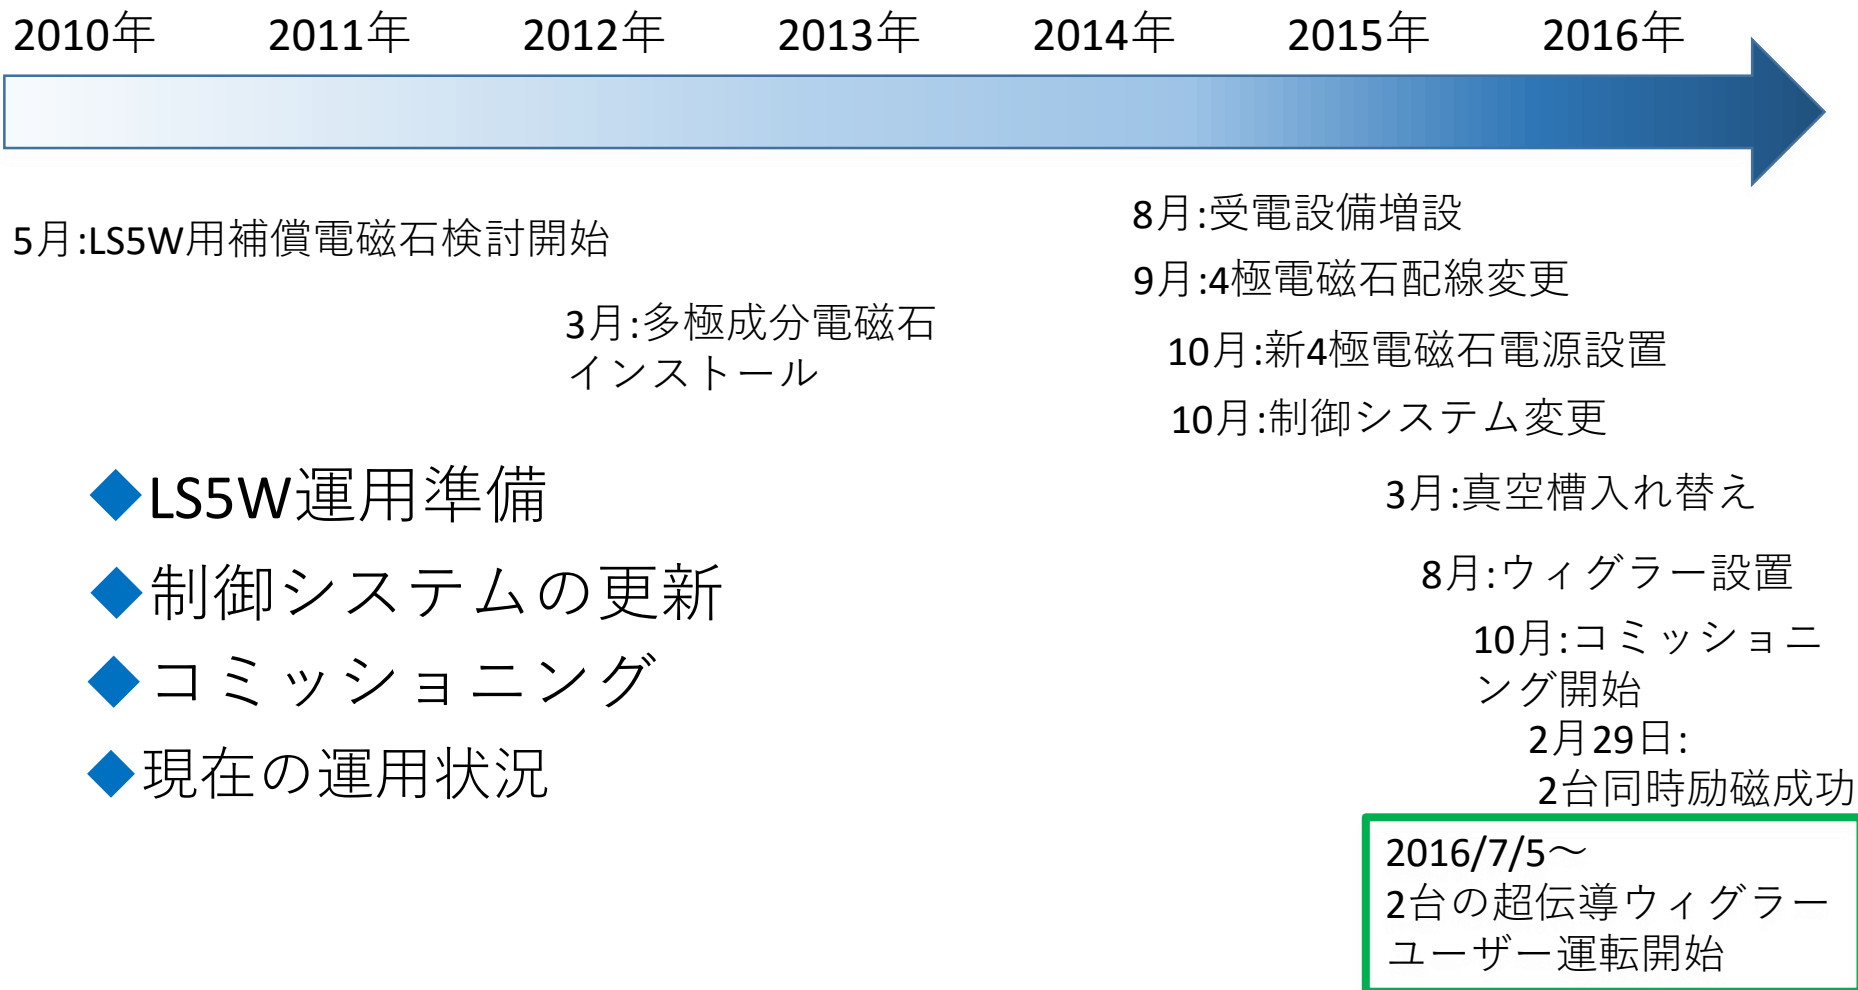 2010年 2011年 2012年 2013年 2014年 2015年 2016年
5月:LS5W用補償電磁石検討開始
3月:多極成分電磁石
インストール
8月:受電設備増設
9月:4極電磁石配線変更
10月:新4極電磁石電源設置
10月:制御システム変更
3月:真空槽入れ替え
8月:ウィグラー設置
10月:コミッショニ
ング開始
2月29日:
2台同時励磁成功
2016/7/5～
2台の超伝導ウィグラー
ユーザー運転開始
◆LS5W運用準備
◆制御システムの更新
◆コミッショニング
◆現在の運用状況